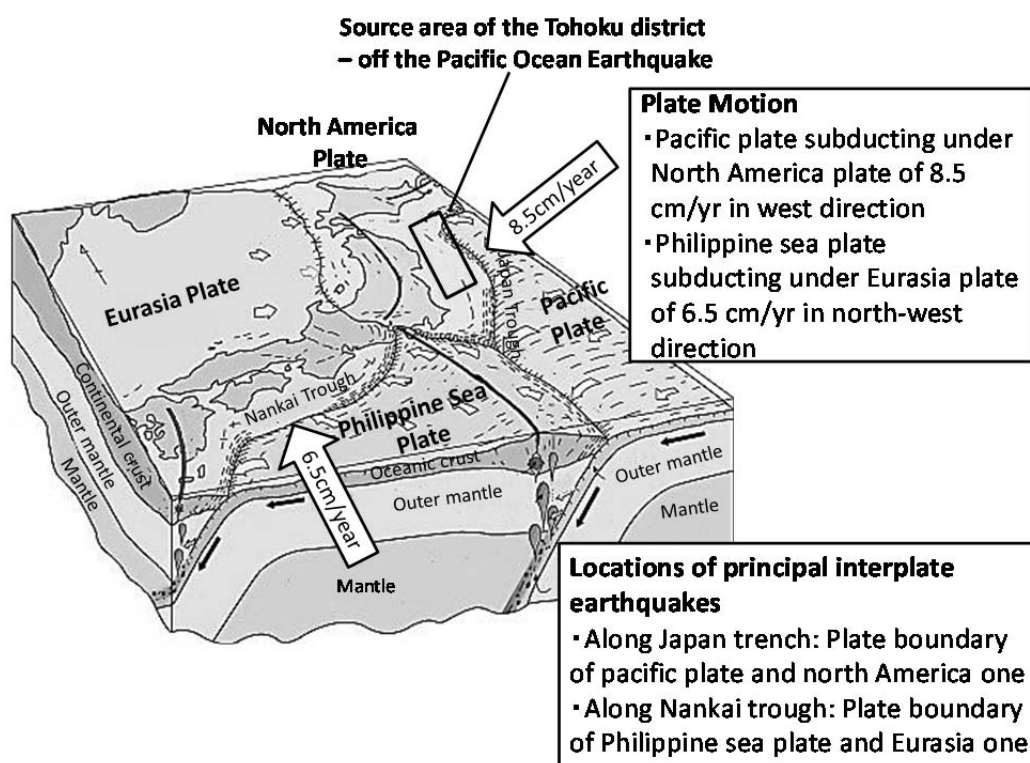 Source area of the Tohoku district
– off the Pacific Ocean Earthquake
North America
Plate
Plate Motion
・Pacific plate subducting under
North America plate of 8.5
cm/yr in west direction
・Philippine sea plate
subducting under Eurasia plate
of 6.5 cm/yr in north-west
direction
8.5cm/year
Eurasia Plate
Japan Trough
Pacific
Plate
Nankai Trough
Philippine Sea
Plate
Continental crust
Outer mantle
Mantle
Oceanic crust
Outer mantle
Mantle
6.5cm/year
Outer mantle
Mantle
Locations of principal interplate
earthquakes
・Along Japan trench: Plate boundary
of pacific plate and north America one
・Along Nankai trough: Plate boundary
of Philippine sea plate and Eurasia one